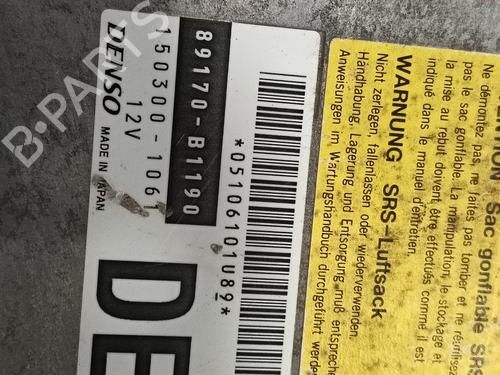 89170-B1190
150300-1061
DENSO 12V MADE IN JAPAN
*05106101U89*
DE
Sac gonflable SRS
Ne démontez pas, ne faites pas tomber et ne
pas le sac gonflable. La manipulation, le stockage et
la mise au rebut doivent être effectués comme il est
indiqué dans le manuel d'entretien.
WARNUNG SRS-Luftsack
Nicht zerlegen, fallenlassen oder wiederverwenden.
Handhabung, Lagerung und Entsorgung muß
Anweisungen im Wartungshandbuch durchgeführt
B-PARTS